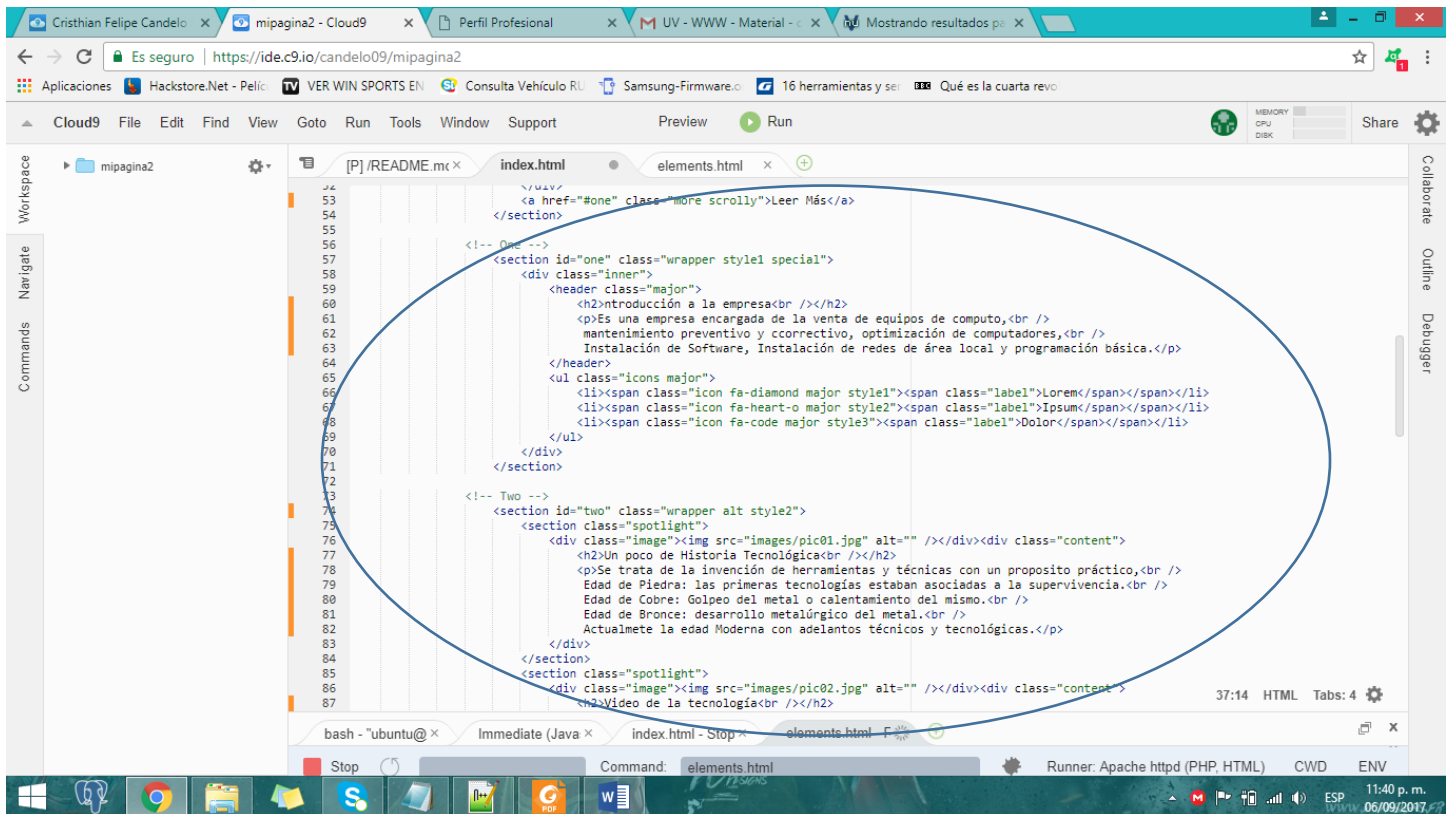 Cristhian Felipe Candelo
mipagina2 - Cloud9
Perfil Profesional
UV - WWW - Material - c
Mostrando resultados pa
Es seguro | https://ide.c9.io/candelo09/mipagina2
Aplicaciones Hackstore.Net - Pelíc VER WIN SPORTS EN Consulta Vehículo RU Samsung-Firmware.o 16 herramientas y ser Qué es la cuarta revo
Cloud9 File Edit Find View Goto Run Tools Window Support Preview Run MEMORY CPU DISK Share
Workspace
Navigate
Commands
mipagina2
[P] /README.mc × index.html elements.html ×
Collaborate
Outline
Debugger
52 </div>
53 <a href="#one" class="more scrolly">Leer Más</a>
54 </section>
55
56 <!-- One -->
57 <section id="one" class="wrapper style1 special">
58 <div class="inner">
59 <header class="major">
60 <h2>ntroducción a la empresa<br /></h2>
61 <p>Es una empresa encargada de la venta de equipos de computo,<br />
62 mantenimiento preventivo y ccorrectivo, optimización de computadores,<br />
63 Instalación de Software, Instalación de redes de área local y programación básica.</p>
64 </header>
65 <ul class="icons major">
66 <li><span class="icon fa-diamond major style1"><span class="label">Lorem</span></span></li>
67 <li><span class="icon fa-heart-o major style2"><span class="label">Ipsum</span></span></li>
68 <li><span class="icon fa-code major style3"><span class="label">Dolor</span></span></li>
69 </ul>
70 </div>
71 </section>
72
73 <!-- Two -->
74 <section id="two" class="wrapper alt style2">
75 <section class="spotlight">
76 <div class="image"><img src="images/pic01.jpg" alt="" /></div><div class="content">
77 <h2>Un poco de Historia Tecnológica<br /></h2>
78 <p>Se trata de la invención de herramientas y técnicas con un proposito práctico,<br />
79 Edad de Piedra: las primeras tecnologías estaban asociadas a la supervivencia.<br />
80 Edad de Cobre: Golpeo del metal o calentamiento del mismo.<br />
81 Edad de Bronce: desarrollo metalúrgico del metal.<br />
82 Actualmete la edad Moderna con adelantos técnicos y tecnológicas.</p>
83 </div>
84 </section>
85 <section class="spotlight">
86 <div class="image"><img src="images/pic02.jpg" alt="" /></div><div class="content">
87 <h2>Video de la tecnología<br /></h2>
37:14 HTML Tabs: 4
bash - "ubuntu@ × Immediate (Java × index.html - Stop × elements.html - F
Stop Command: elements.html Runner: Apache httpd (PHP, HTML) CWD ENV
ESP
11:40 p. m.
06/09/2017